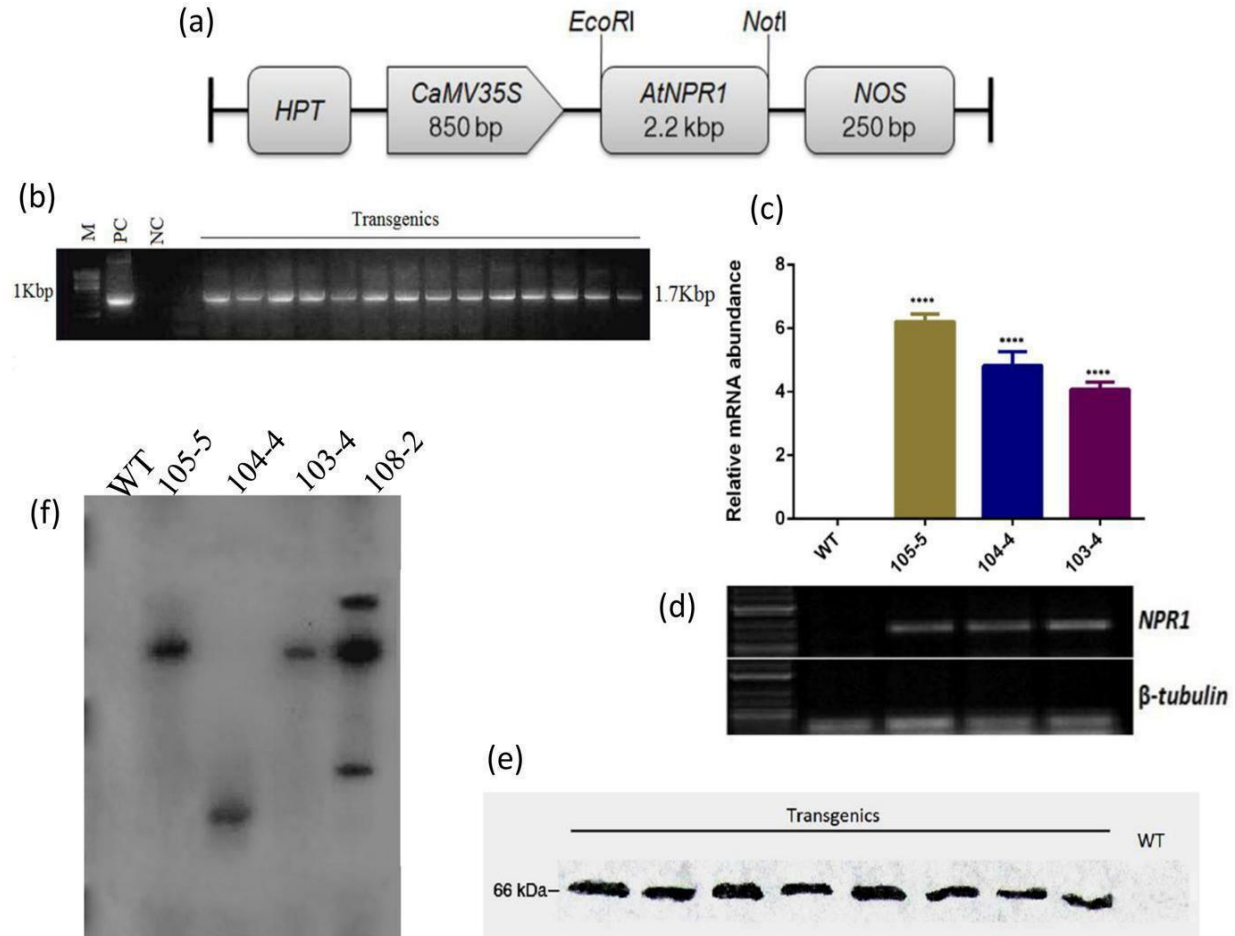 (a)
EcoRI NotI
HPT
CaMV35S
850 bp
AtNPR1
2.2 kbp
NOS
250 bp
(b)
M
PC
NC
Transgenics
1Kbp
1.7Kbp
(c)
Relative mRNA abundance
8
6
4
2
0
****
****
****
WT
105-5
104-4
103-4
(d)
NPR1
β-tubulin
(e)
Transgenics
WT
66 kDa
(f)
WT
105-5
104-4
103-4
108-2